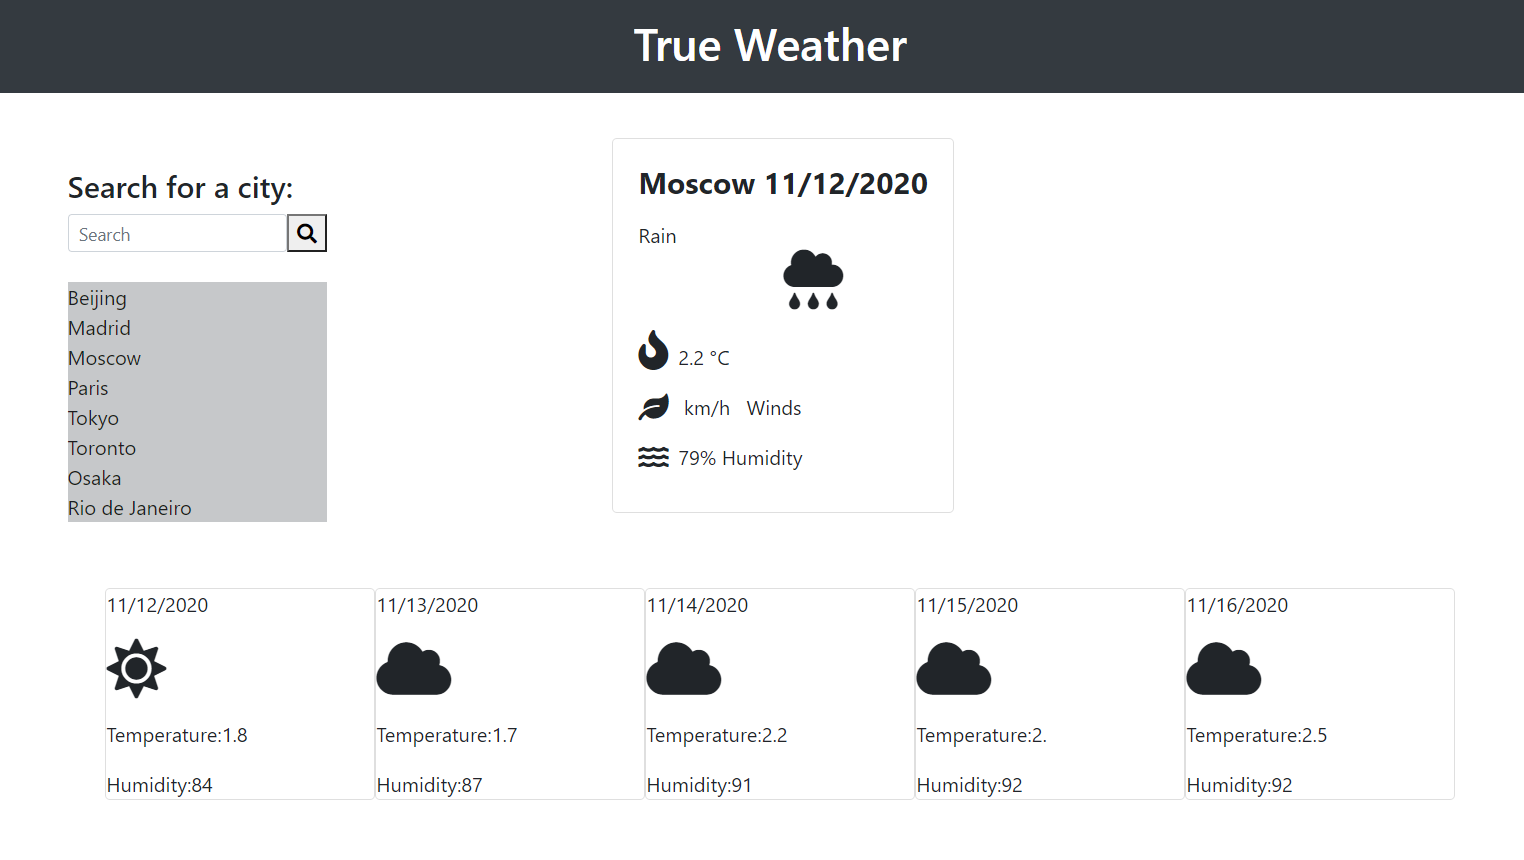 True Weather
Search for a city:
Search
Beijing
Madrid
Moscow
Paris
Tokyo
Toronto
Osaka
Rio de Janeiro
Moscow 11/12/2020
Rain
2.2 °C
km/h Winds
79% Humidity
11/12/2020
Temperature:1.8
Humidity:84
11/13/2020
Temperature:1.7
Humidity:87
11/14/2020
Temperature:2.2
Humidity:91
11/15/2020
Temperature:2.
Humidity:92
11/16/2020
Temperature:2.5
Humidity:92